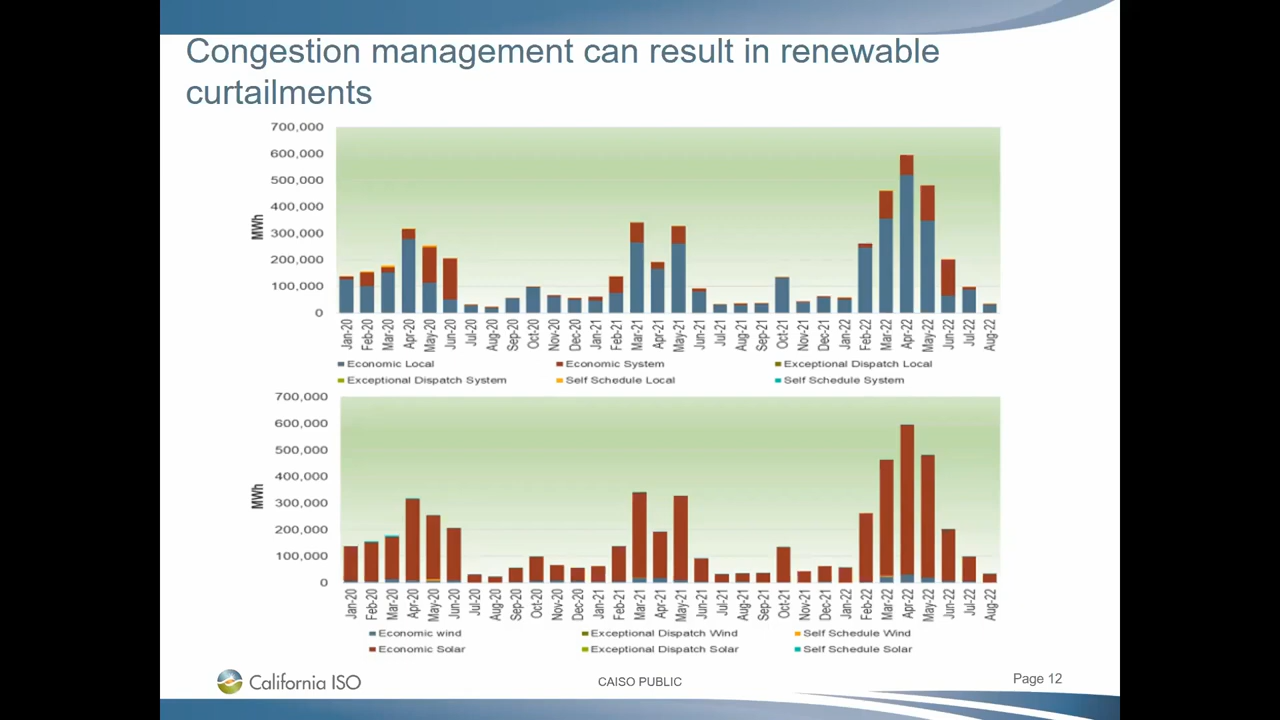 Congestion management can result in renewable
curtailments
700,000
600,000
500,000
400,000
300,000
200,000
100,000
0
MWh
Jan-20 Feb-20 Mar-20 Apr-20 May-20 Jun-20 Jul-20 Aug-20 Sep-20 Oct-20 Nov-20 Dec-20 Jan-21 Feb-21 Mar-21 Apr-21 May-21 Jun-21 Jul-21 Aug-21 Sep-21 Oct-21 Nov-21 Dec-21 Jan-22 Feb-22 Mar-22 Apr-22 May-22 Jun-22 Jul-22 Aug-22
Economic Local Economic System Exceptional Dispatch Local
Exceptional Dispatch System Self Schedule Local Self Schedule System
700,000
600,000
500,000
400,000
300,000
200,000
100,000
0
MWh
Jan-20 Feb-20 Mar-20 Apr-20 May-20 Jun-20 Jul-20 Aug-20 Sep-20 Oct-20 Nov-20 Dec-20 Jan-21 Feb-21 Mar-21 Apr-21 May-21 Jun-21 Jul-21 Aug-21 Sep-21 Oct-21 Nov-21 Dec-21 Jan-22 Feb-22 Mar-22 Apr-22 May-22 Jun-22 Jul-22 Aug-22
Economic wind Exceptional Dispatch Wind Self Schedule Wind
Economic Solar Exceptional Dispatch Solar Self Schedule Solar
California ISO CAISO PUBLIC Page 12